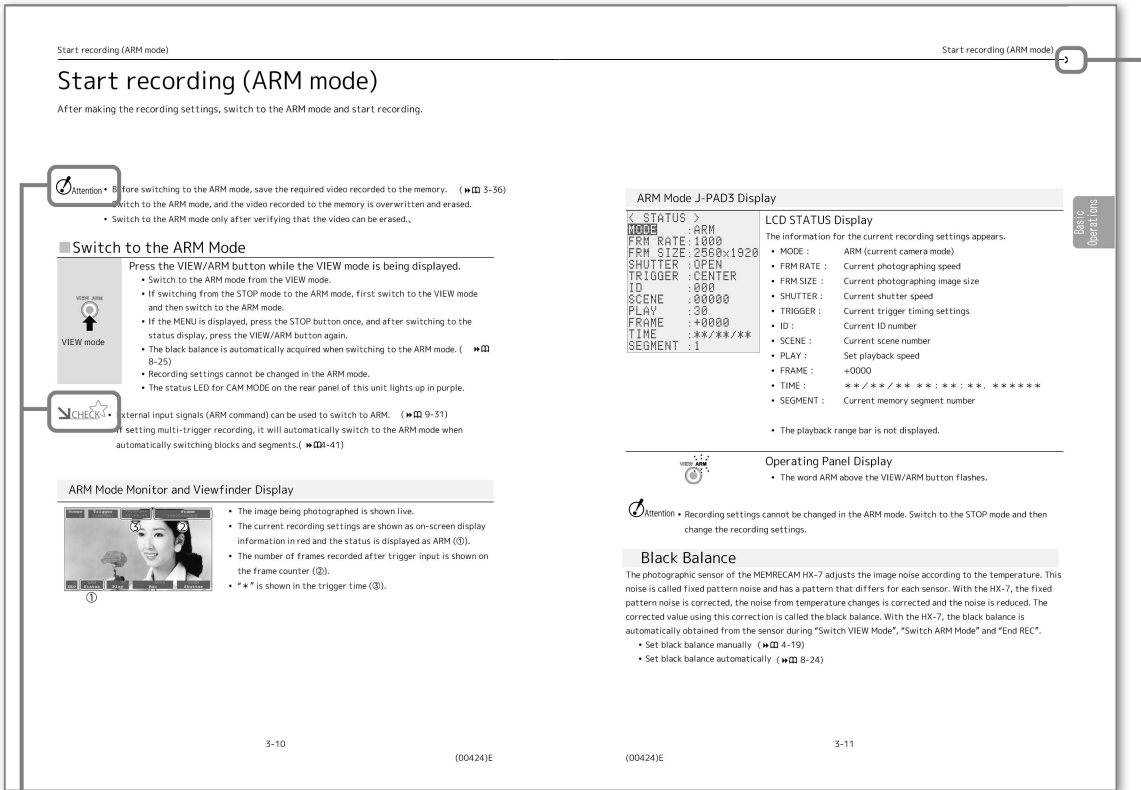 Start recording (ARM mode)
Start recording (ARM mode)
After making the recording settings, switch to the ARM mode and start recording.
Attention • Before switching to the ARM mode, save the required video recorded to the memory. ( 3-36)
Switch to the ARM mode, and the video recorded to the memory is overwritten and erased.
• Switch to the ARM mode only after verifying that the video can be erased.、
■Switch to the ARM Mode
VIEW ARM
VIEW mode
Press the VIEW/ARM button while the VIEW mode is being displayed.
• Switch to the ARM mode from the VIEW mode.
• If switching from the STOP mode to the ARM mode, first switch to the VIEW mode
and then switch to the ARM mode.
• If the MENU is displayed, press the STOP button once, and after switching to the
status display, press the VIEW/ARM button again.
• The black balance is automatically acquired when switching to the ARM mode. (
8-25)
• Recording settings cannot be changed in the ARM mode.
• The status LED for CAM MODE on the rear panel of this unit lights up in purple.
CHECK • External input signals (ARM command) can be used to switch to ARM. ( 9-31)
If setting multi-trigger recording, it will automatically switch to the ARM mode when
automatically switching blocks and segments.( 4-41)
ARM Mode Monitor and Viewfinder Display
Scene Trigger Frame
③ ②
Status Play Rec Shutter
①
• The image being photographed is shown live.
• The current recording settings are shown as on-screen display
information in red and the status is displayed as ARM (①).
• The number of frames recorded after trigger input is shown on
the frame counter (②).
• "＊" is shown in the trigger time (③).
3-10
(00424)E
Start recording (ARM mode)
Basic
Operations
ARM Mode J-PAD3 Display
< STATUS >
MODE :ARM
FRM RATE:1000
FRM SIZE:2560×1920
SHUTTER :OPEN
TRIGGER :CENTER
ID :000
SCENE :00000
PLAY :30
FRAME :+0000
TIME :**/**/**
SEGMENT :1
LCD STATUS Display
The information for the current recording settings appears.
• MODE : ARM (current camera mode)
• FRM RATE : Current photographing speed
• FRM SIZE : Current photographing image size
• SHUTTER : Current shutter speed
• TRIGGER : Current trigger timing settings
• ID : Current ID number
• SCENE : Current scene number
• PLAY : Set playback speed
• FRAME : +0000
• TIME : ＊＊/＊＊/＊＊ ＊＊:＊＊:＊＊. ＊＊＊＊＊＊
• SEGMENT : Current memory segment number
• The playback range bar is not displayed.
VIEW ARM
Operating Panel Display
• The word ARM above the VIEW/ARM button flashes.
Attention • Recording settings cannot be changed in the ARM mode. Switch to the STOP mode and then
change the recording settings.
Black Balance
The photographic sensor of the MEMRECAM HX-7 adjusts the image noise according to the temperature. This
noise is called fixed pattern noise and has a pattern that differs for each sensor. With the HX-7, the fixed
pattern noise is corrected, the noise from temperature changes is corrected and the noise is reduced. The
corrected value using this correction is called the black balance. With the HX-7, the black balance is
automatically obtained from the sensor during "Switch VIEW Mode", "Switch ARM Mode" and "End REC".
• Set black balance manually ( 4-19)
• Set black balance automatically ( 8-24)
3-11
(00424)E